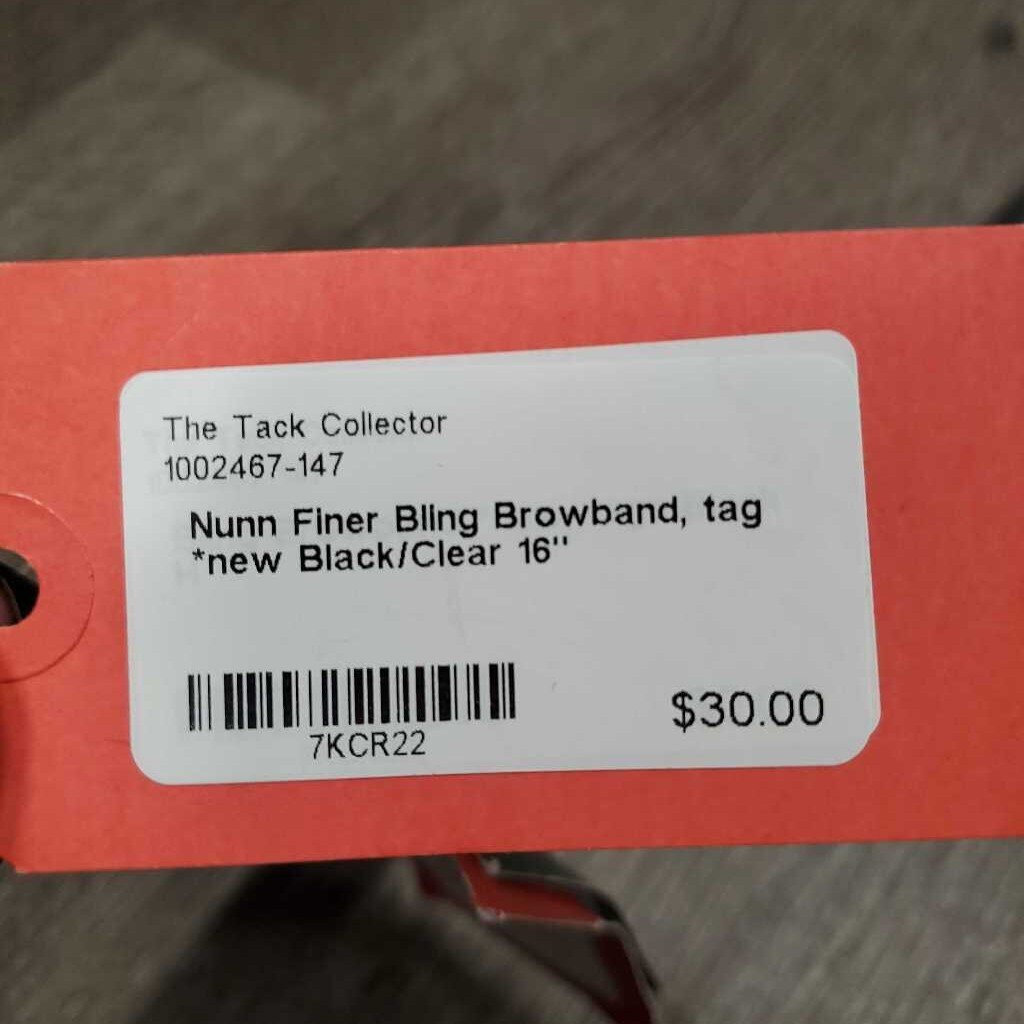 The Tack Collector
1002467-147
Nunn Finer Bling Browband, tag
*new Black/Clear 16"
7KCR22
$30.00